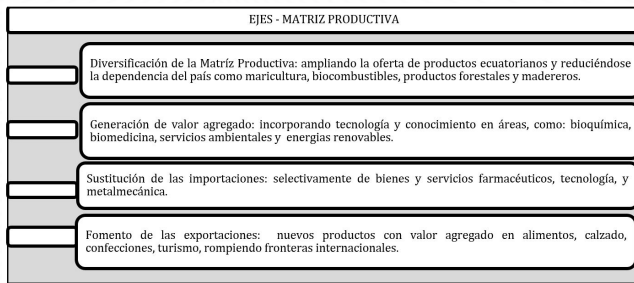 EJES - MATRIZ PRODUCTIVA
Diversificación de la Matríz Productiva: ampliando la oferta de productos ecuatorianos y reduciéndose
la dependencia del país como maricultura, biocombustibles, productos forestales y madereros.
Generación de valor agregado: incorporando tecnología y conocimiento en áreas, como: bioquímica,
biomedicina, servicios ambientales y energias renovables.
Sustitución de las importaciones: selectivamente de bienes y servicios farmacéuticos, tecnología, y
metalmecánica.
Fomento de las exportaciones: nuevos productos con valor agregado en alimentos, calzado,
confecciones, turismo, rompiendo fronteras internacionales.